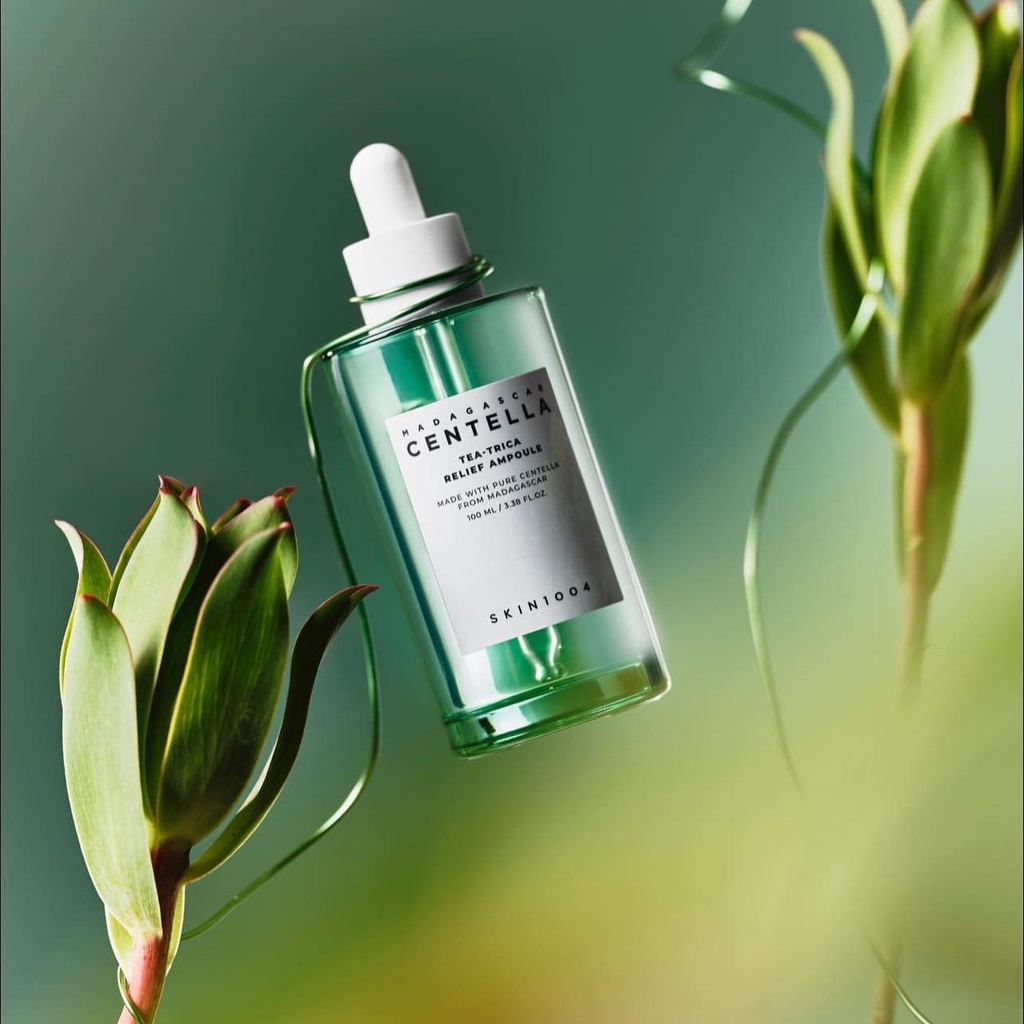 MADAGASCAR
CENTELLA
TEA-TRICA
RELIEF AMPOULE
MADE WITH PURE CENTELLA
FROM MADAGASCAR
100 ML / 3.38 FL.OZ.
SKIN1004